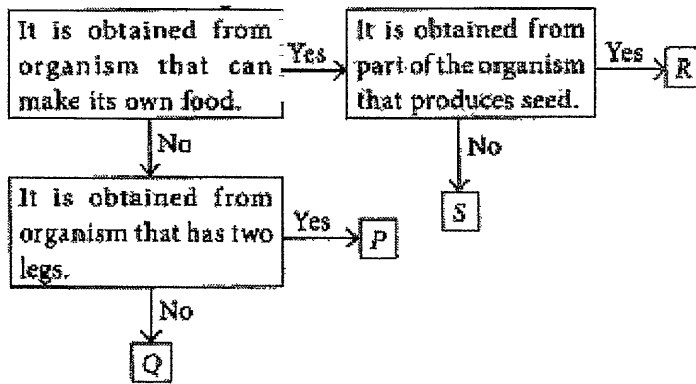 It is obtained from
organism that can
make its own food.
Yes
It is obtained from
part of the organism
that produces seed.
Yes
R
No
No
S
It is obtained from
organism that has two
legs.
Yes
P
No
Q